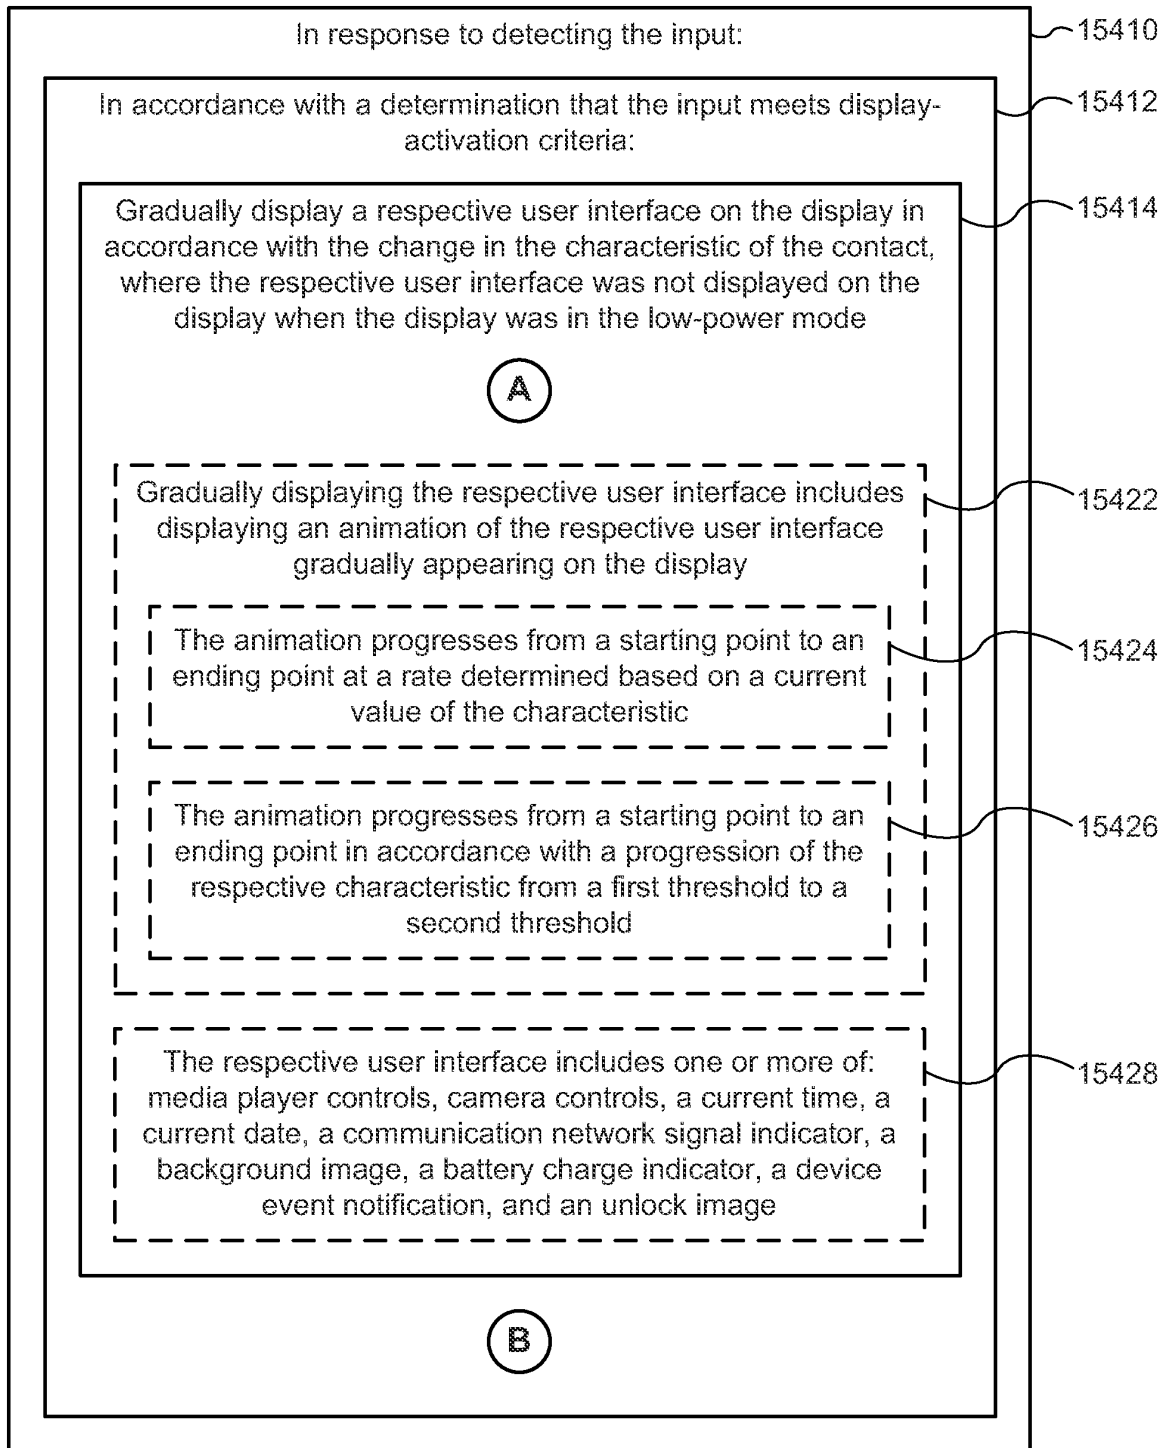 In response to detecting the input:
15410
In accordance with a determination that the input meets display-
activation criteria:
15412
Gradually display a respective user interface on the display in
accordance with the change in the characteristic of the contact,
where the respective user interface was not displayed on the
display when the display was in the low-power mode
15414
A
Gradually displaying the respective user interface includes
displaying an animation of the respective user interface
gradually appearing on the display
15422
The animation progresses from a starting point to an
ending point at a rate determined based on a current
value of the characteristic
15424
The animation progresses from a starting point to an
ending point in accordance with a progression of the
respective characteristic from a first threshold to a
second threshold
15426
The respective user interface includes one or more of:
media player controls, camera controls, a current time, a
current date, a communication network signal indicator, a
background image, a battery charge indicator, a device
event notification, and an unlock image
15428
B